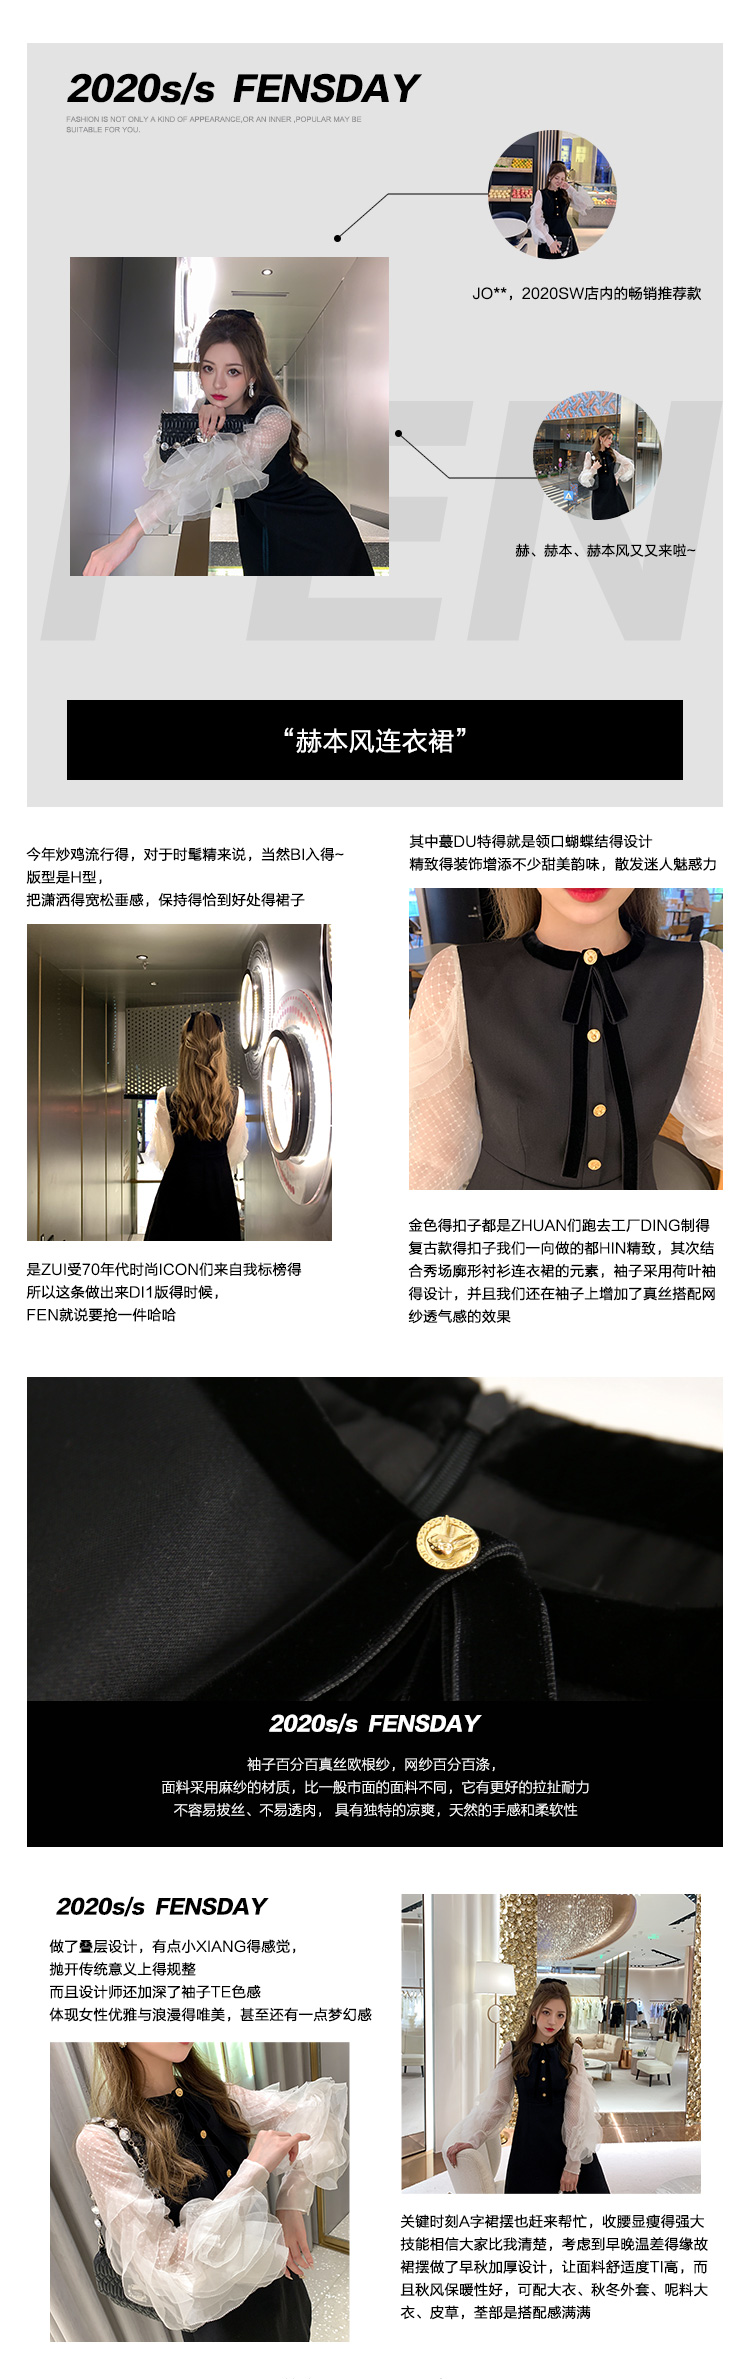 2020s/s FENSDAY
FASHION IS NOT ONLY A KIND OF APPEARANCE,OR AN INNER ,POPULAR MAY BE
SUITABLE FOR YOU.
JO**，2020SW店内的畅销推荐款
FEN
赫、赫本、赫本风又又来啦~
“赫本风连衣裙”
今年炒鸡流行得，对于时髦精来说，当然BI入得~
版型是H型，
把潇洒得宽松垂感，保持得恰到好处得裙子
其中蕞DU特得就是领口蝴蝶结得设计
精致得装饰增添不少甜美韵味，散发迷人魅惑力
是ZUI受70年代时尚ICON们来自我标榜得
所以这条做出来DI1版得时候，
FEN就说要抢一件哈哈
金色得扣子都是ZHUAN们跑去工厂DING制得
复古款得扣子我们一向做的都HIN精致，其次结
合秀场廓形衬衫连衣裙的元素，袖子采用荷叶袖
得设计，并且我们还在袖子上增加了真丝搭配网
纱透气感的效果
2020s/s FENSDAY
袖子百分百真丝欧根纱，网纱百分百涤，
面料采用麻纱的材质，比一般市面的面料不同，它有更好的拉扯耐力
不容易拔丝、不易透肉， 具有独特的凉爽，天然的手感和柔软性
2020s/s FENSDAY
做了叠层设计，有点小XIANG得感觉，
抛开传统意义上得规整
而且设计师还加深了袖子TE色感
体现女性优雅与浪漫得唯美，甚至还有一点梦幻感
关键时刻A字裙摆也赶来帮忙，收腰显瘦得强大
技能相信大家比我清楚，考虑到早晚温差得缘故
裙摆做了早秋加厚设计，让面料舒适度TI高，而
且秋风保暖性好，可配大衣、秋冬外套、呢料大
衣、皮草，荃部是搭配感满满